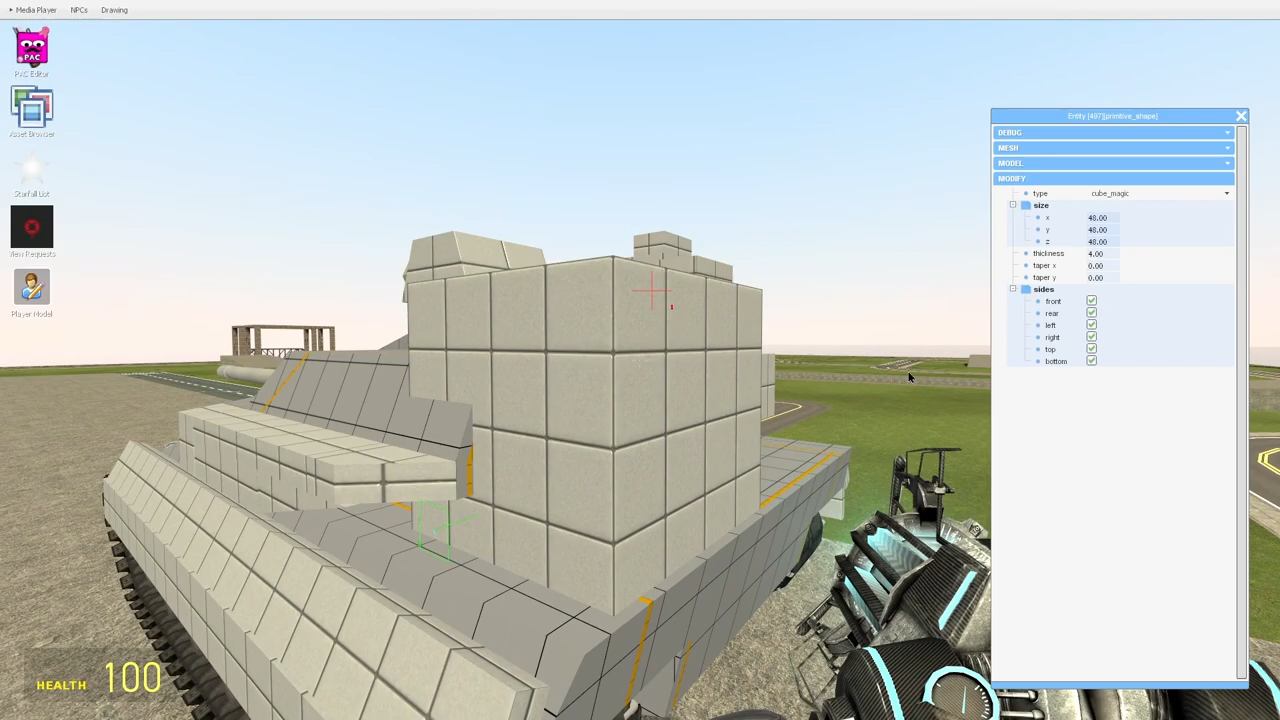 Media Player NPCs Drawing
PAC
PAC Editor
Asset Browser
Starfall List
View Requests
Player Model
Entity [497][primitive_shape]
DEBUG
MESH
MODEL
MODIFY
type cube_magic
size
x 48.00
y 48.00
z 48.00
thickness 4.00
taper x 0.00
taper y 0.00
sides
front
rear
left
right
top
bottom
HEALTH 100